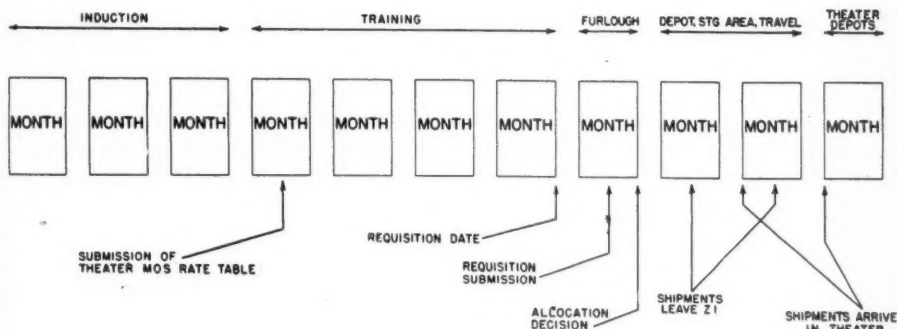 INDUCTION
TRAINING
FURLOUGH
DEPOT, STG AREA, TRAVEL
THEATER
DEPOTS
MONTH
MONTH
MONTH
MONTH
MONTH
MONTH
MONTH
MONTH
MONTH
MONTH
MONTH
SUBMISSION OF
THEATER MOS RATE TABLE
REQUISITION DATE
REQUISITION
SUBMISSION
ALLOCATION
DECISION
SHIPMENTS
LEAVE ZI
SHIPMENTS ARRIVE
IN THEATER